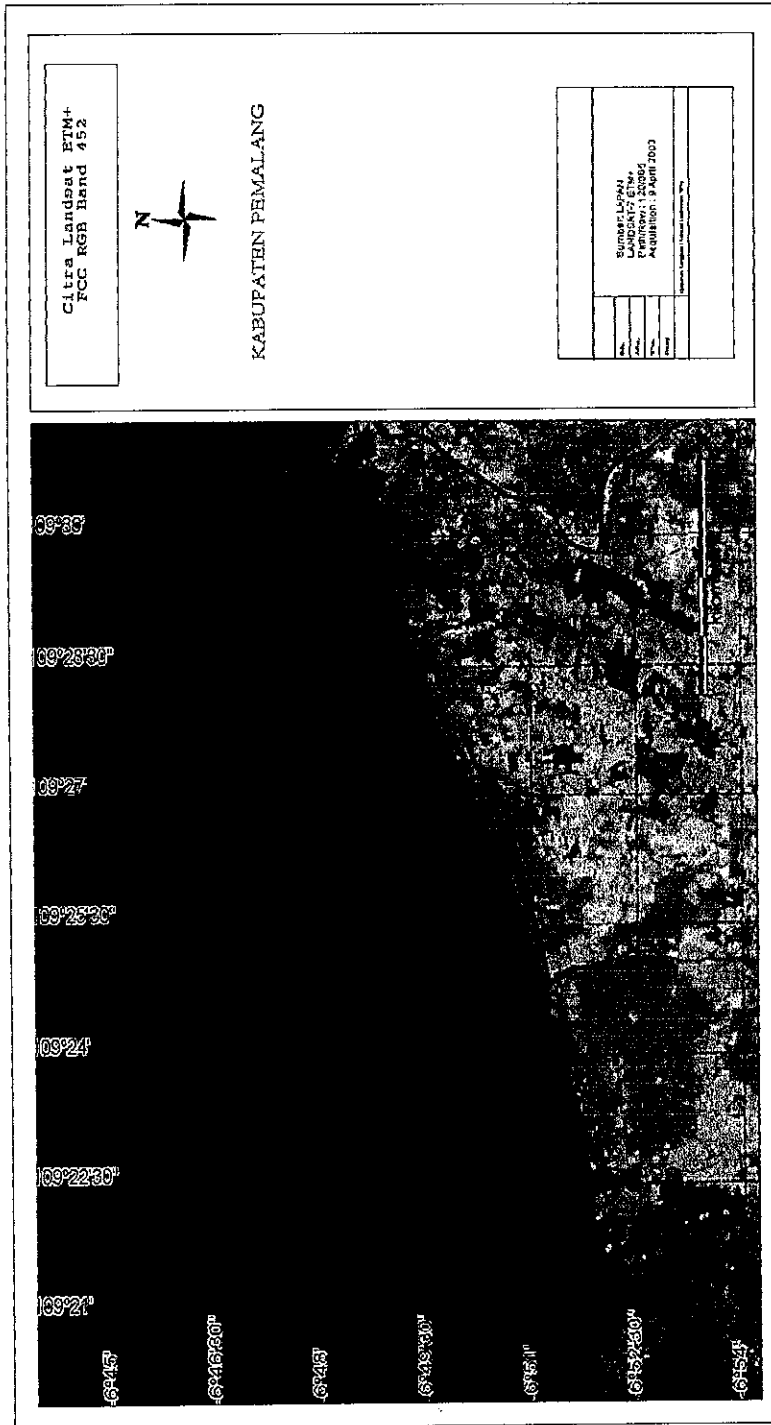 Citra Landsat ETM+
FCC RGB Band 452
N
KABUPATEN PEMALANG
Sumber: LAPAN
LANDSAT-7 ETM+
Path/Row : 120/065
Acquisition : 9 April 2003
109°21'
109°22'30"
109°24'
109°25'30"
109°27'
109°28'30"
109°30'
-6°45'
-6°46'30"
-6°48'
-6°49'30"
-6°51'
-6°52'30"
-6°54'